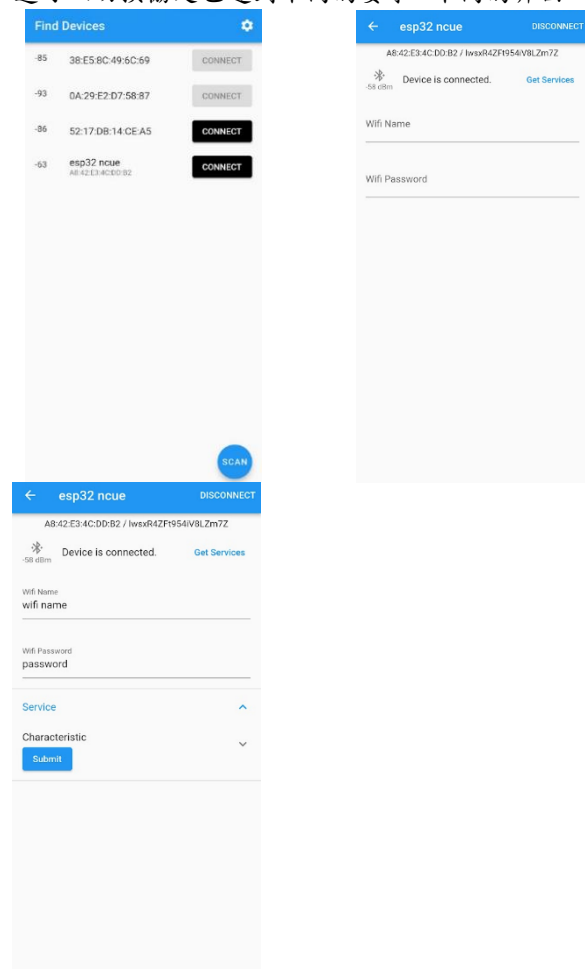 Find Devices
-85 38:E5:8C:49:6C:69 CONNECT
-93 0A:29:E2:D7:58:87 CONNECT
-86 52:17:DB:14:CE:A5 CONNECT
-63 esp32 ncue CONNECT
A8:42:E3:4C:DD:B2
SCAN
esp32 ncue DISCONNECT
A8:42:E3:4C:DD:B2 / IwsxR4ZFt954iV8LZm7Z
-58 dBm Device is connected. Get Services
Wifi Name
Wifi Password
esp32 ncue DISCONNECT
A8:42:E3:4C:DD:B2 / IwsxR4ZFt954iV8LZm7Z
-58 dBm Device is connected. Get Services
Wifi Name
wifi name
Wifi Password
password
Service
Characteristic
Submit